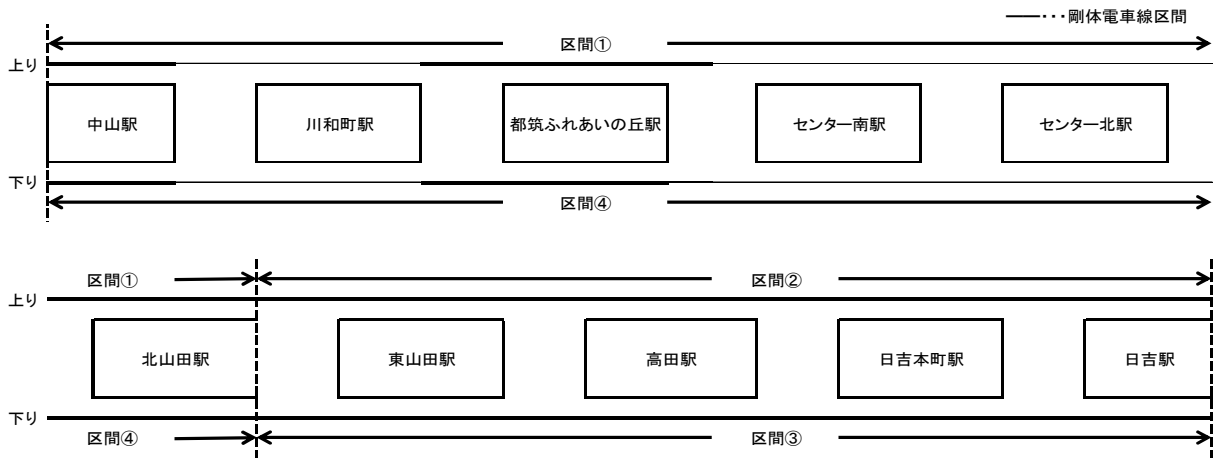 ───・・・剛体電車線区間
区間①
上り
中山駅 川和町駅 都筑ふれあいの丘駅 センター南駅 センター北駅
下り
区間④
区間① 区間②
上り
北山田駅 東山田駅 高田駅 日吉本町駅 日吉駅
下り
区間④ 区間③